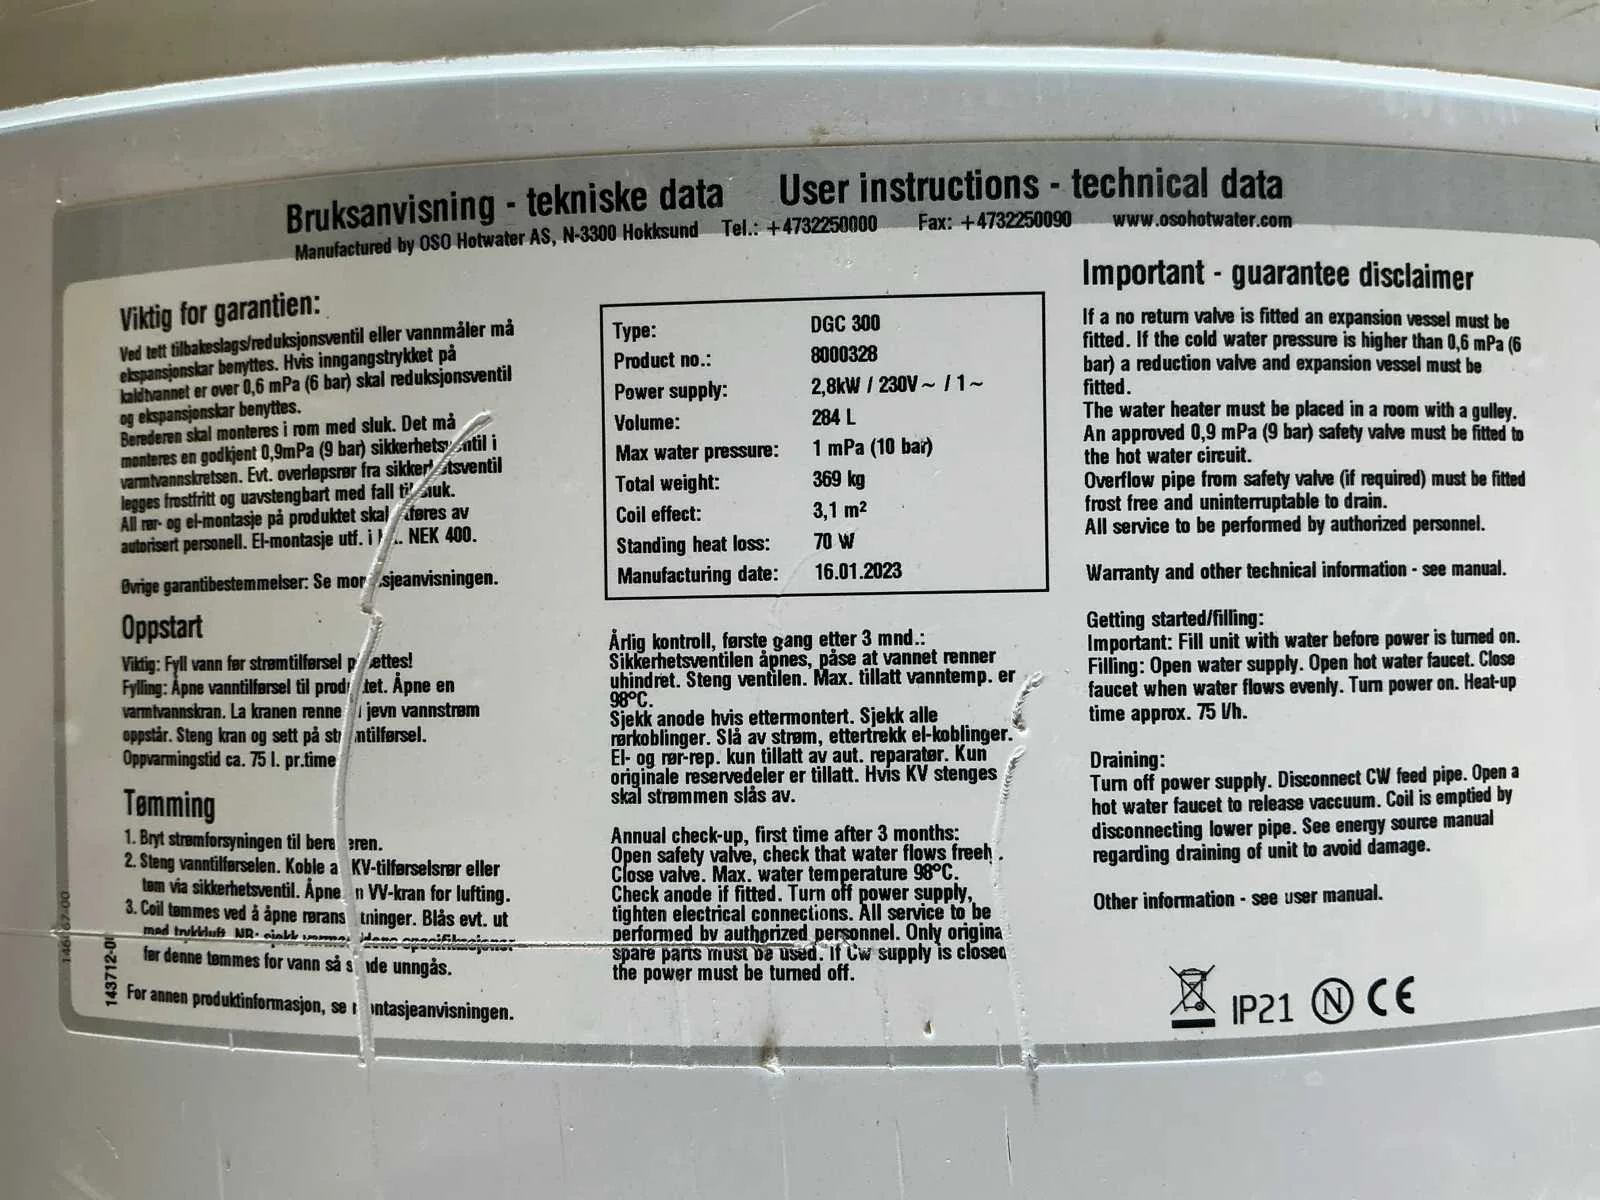 Bruksanvisning - tekniske data
User instructions - technical data
Manufactured by OSO Hotwater AS, N-3300 Hokksund Tel.: +4732250000 Fax: +4732250090 www.osohotwater.com
Viktig for garantien:
Ved tett tilbakeslags/reduksjonsventil eller vannmåler må
ekspansjonskar benyttes. Hvis inngangstrykket på
kaldtvannet er over 0,6 mPa (6 bar) skal reduksjonsventil
og ekspansjonskar benyttes.
Berederen skal monteres i rom med sluk. Det må
monteres en godkjent 0,9mPa (9 bar) i
varmtvannskretsen. Evt. overløpsrør fra
legges frostfritt og uavstengbart med fall
All rør- og el-montasje på produktet skal av
autorisert personell. El-montasje utf. i NEK 400.
Øvrige garantibestemmelser: Se
Oppstart
Viktig: Fyll vann før strømtilførsel
Fylling: Åpne vanntilførsel til Åpne en
varmtvannskran. La kranen jevn vannstrøm
oppstår. Steng kran og sett på
Oppvarmingstid ca. 75 l. pr.time
Tømming
1. Bryt strømforsyningen til
2. Steng vanntilførselen. Koble KV-tilførselsrør eller
tøm via sikkerhetsventil. Åpne VV-kran for lufting.
3. Coil tømmes ved å åpne Blås evt. ut
med trykkluft. NB: sjekk spesifikasjoner
før denne tømmes for vann så unngås.
For annen produktinformasjon, se
143712-0
Type: DGC 300
Product no.: 8000328
Power supply: 2,8kW / 230V~ / 1~
Volume: 284 L
Max water pressure: 1 mPa (10 bar)
Total weight: 369 kg
Coil effect: 3,1 m²
Standing heat loss: 70 W
Manufacturing date: 16.01.2023
Årlig kontroll, første gang etter 3 mnd.:
Sikkerhetsventilen åpnes, påse at vannet renner
uhindret. Steng ventilen. Max. tillatt vanntemp. er
98ºC.
Sjekk anode hvis ettermontert. Sjekk alle
rørkoblinger. Slå av strøm, ettertrekk el-koblinger.
El- og rør-rep. kun tillatt av aut. reparatør. Kun
originale reservedeler er tillatt. Hvis KV stenges
skal strømmen slås av.
Annual check-up, first time after 3 months:
Open safety valve, check that water flows
Close valve. Max. water temperature 98ºC.
Check anode if fitted. Turn off power supply,
tighten electrical connections. All service to be
performed by authorized personnel. Only
spare parts must be used. If Cw supply is closed
the power must be turned off.
Important - guarantee disclaimer
If a no return valve is fitted an expansion vessel must be
fitted. If the cold water pressure is higher than 0,6 mPa (6
bar) a reduction valve and expansion vessel must be
fitted.
The water heater must be placed in a room with a gulley.
An approved 0,9 mPa (9 bar) safety valve must be fitted to
the hot water circuit.
Overflow pipe from safety valve (if required) must be fitted
frost free and uninterruptable to drain.
All service to be performed by authorized personnel.
Warranty and other technical information - see manual.
Getting started/filling:
Important: Fill unit with water before power is turned on.
Filling: Open water supply. Open hot water faucet. Close
faucet when water flows evenly. Turn power on. Heat-up
time approx. 75 l/h.
Draining:
Turn off power supply. Disconnect CW feed pipe. Open a
hot water faucet to release vaccuum. Coil is emptied by
disconnecting lower pipe. See energy source manual
regarding draining of unit to avoid damage.
Other information - see user manual.
IP21 N CE